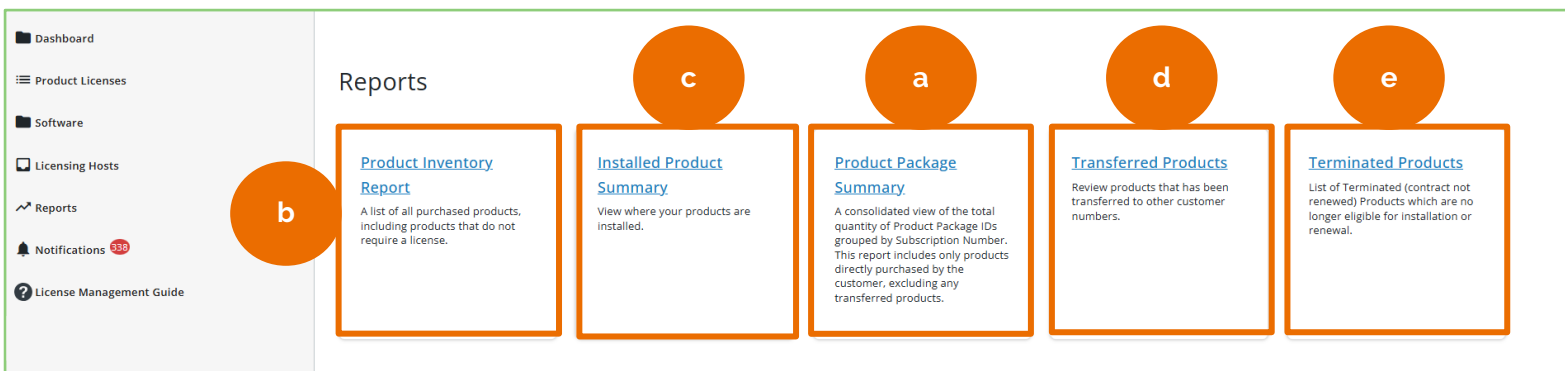 Dashboard
Product Licenses
Software
Licensing Hosts
Reports
Notifications 338
License Management Guide
Reports
b
Product Inventory
Report
A list of all purchased products,
including products that do not
require a license.
c
Installed Product
Summary
View where your products are
installed.
a
Product Package
Summary
A consolidated view of the total
quantity of Product Package IDs
grouped by Subscription Number.
This report includes only products
directly purchased by the
customer, excluding any
transferred products.
d
Transferred Products
Review products that has been
transferred to other customer
numbers.
e
Terminated Products
List of Terminated (contract not
renewed) Products which are no
longer eligible for installation or
renewal.